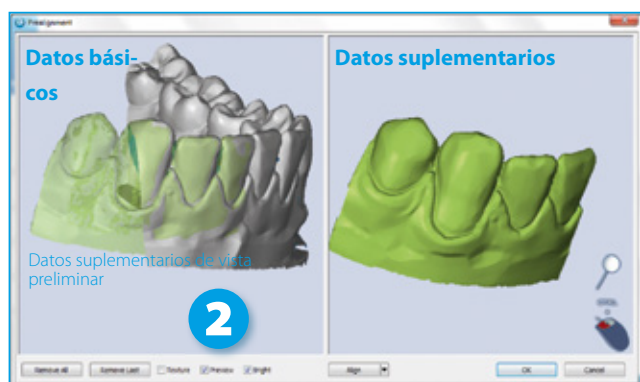 Prealignment
Datos bási-
cos
Datos suplementarios
Datos suplementarios de vista
preliminar
2
Remove All Remove Last Texture Preview Bright Align OK Cancel